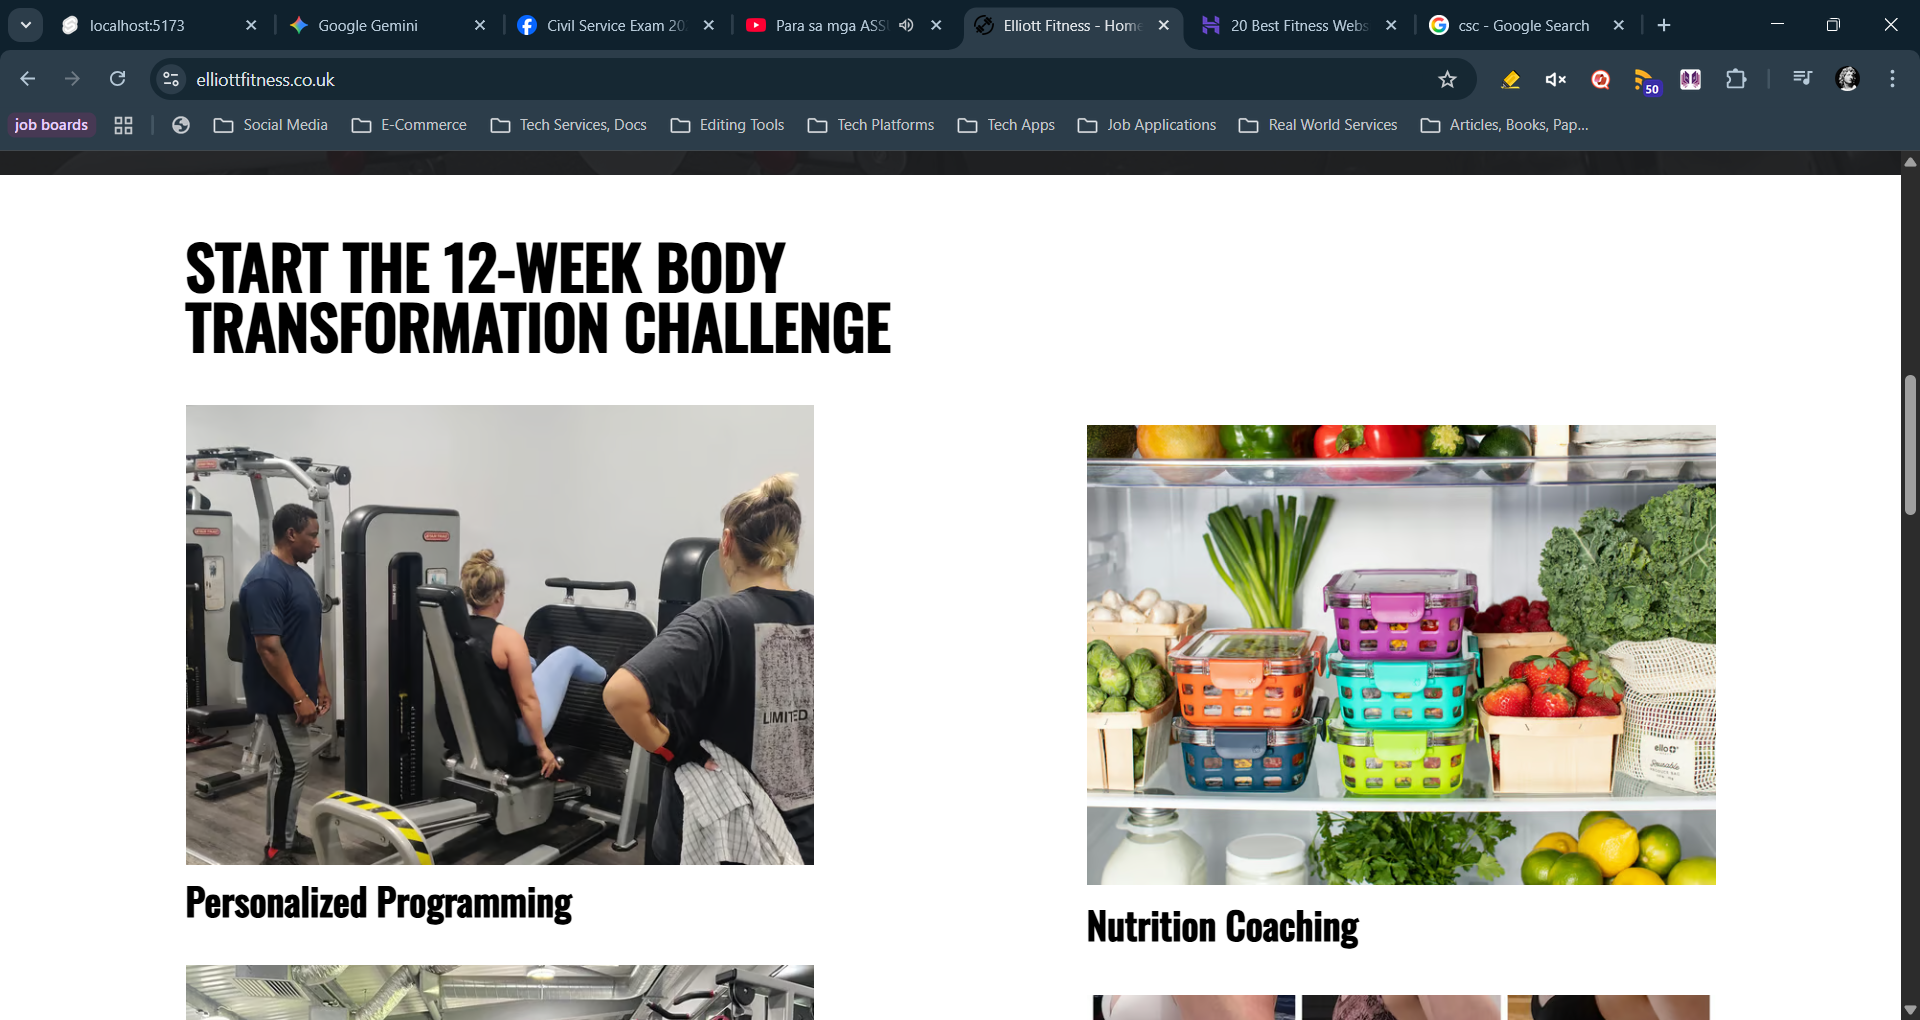 localhost:5173
Google Gemini
Civil Service Exam 20
Para sa mga ASS
Elliott Fitness - Home
20 Best Fitness Webs
csc - Google Search
elliottfitness.co.uk
50
job boards
Social Media
E-Commerce
Tech Services, Docs
Editing Tools
Tech Platforms
Tech Apps
Job Applications
Real World Services
Articles, Books, Pap...
START THE 12-WEEK BODY
TRANSFORMATION CHALLENGE
LIMITED
ello
Reusable
Personalized Programming
Nutrition Coaching